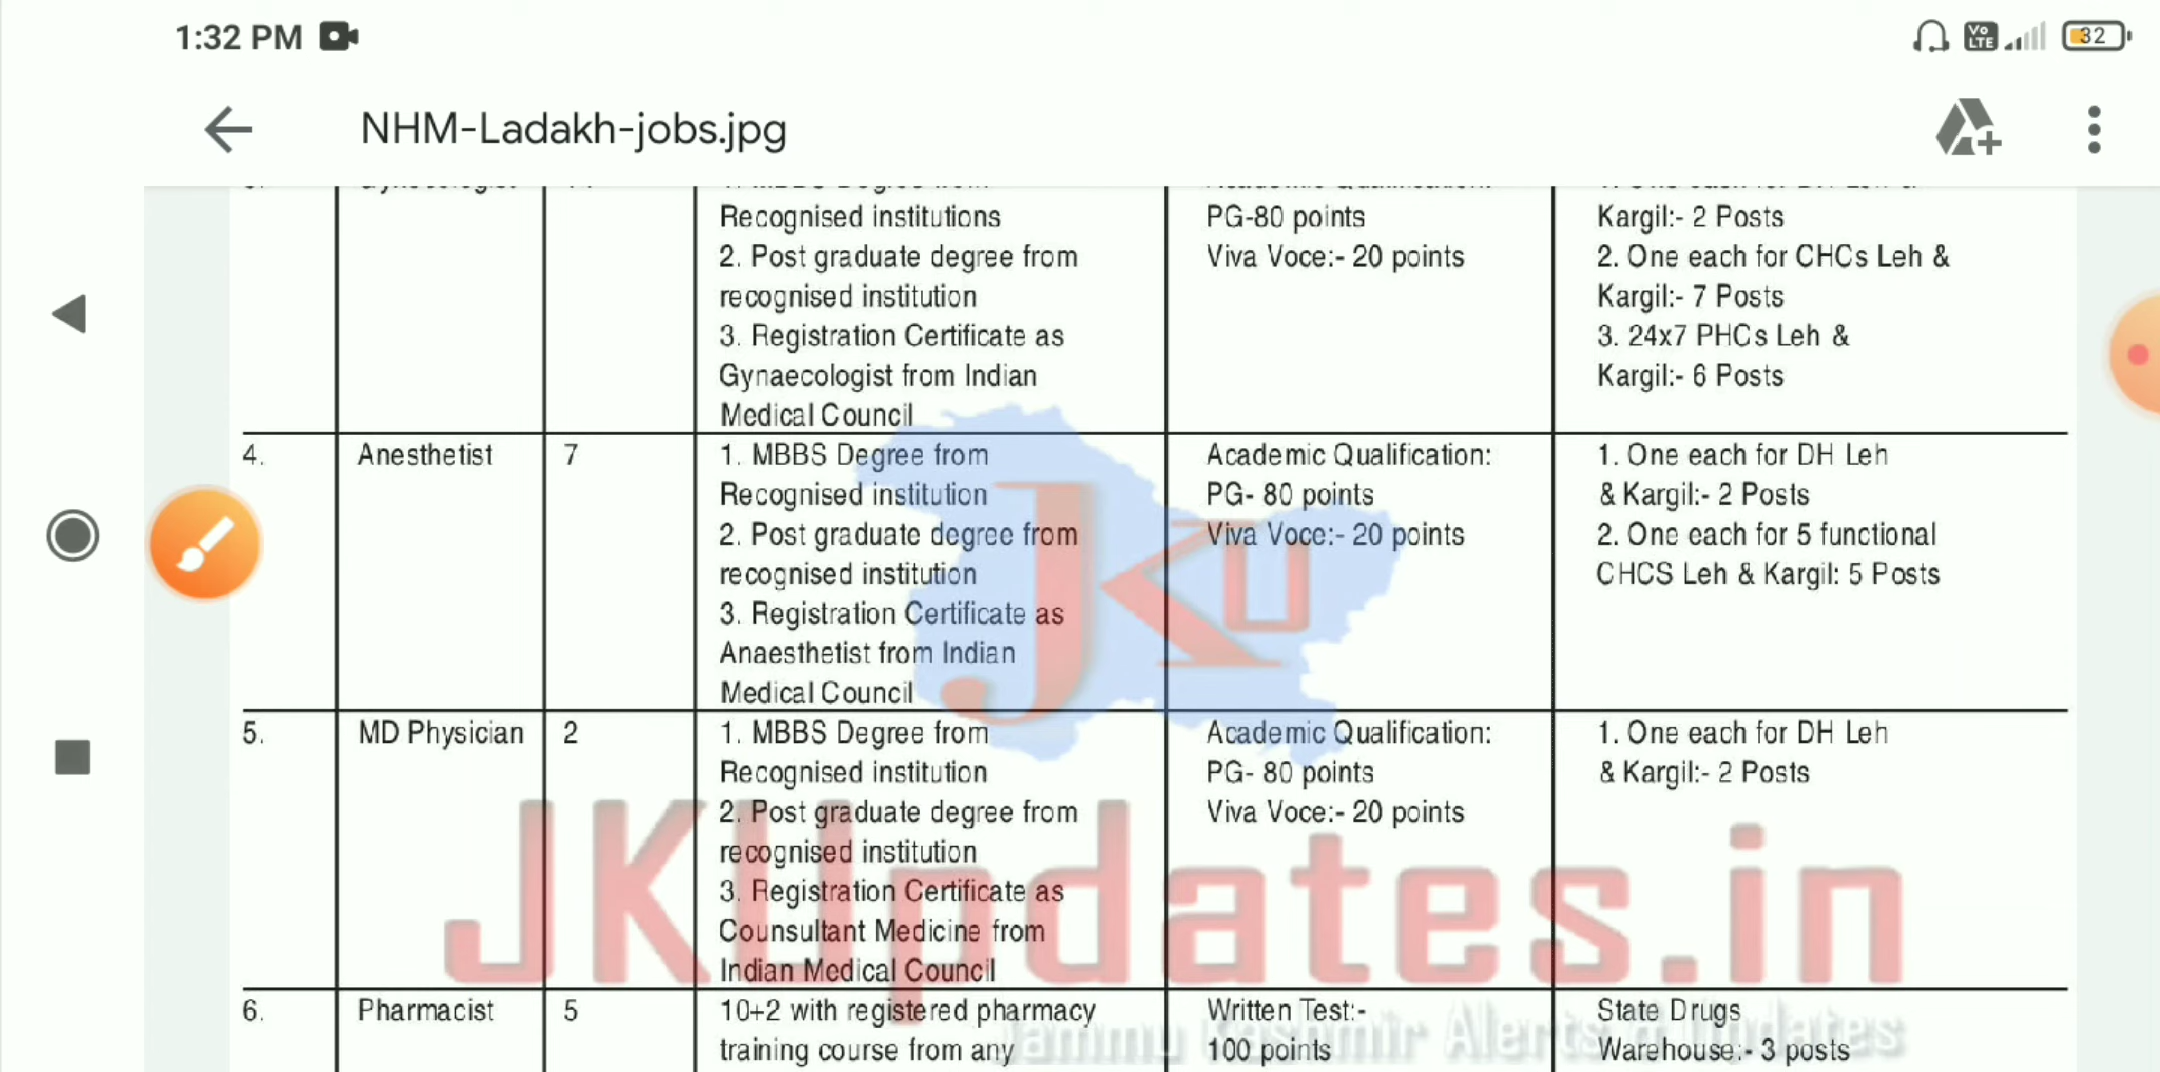 1:32 PM
Vo LTE
32
NHM-Ladakh-jobs.jpg
Recognised institutions
2. Post graduate degree from
recognised institution
3. Registration Certificate as
Gynaecologist from Indian
Medical Council
PG-80 points
Viva Voce:- 20 points
Kargil:- 2 Posts
2. One each for CHCs Leh &
Kargil:- 7 Posts
3. 24x7 PHCs Leh &
Kargil:- 6 Posts
4.
Anesthetist
7
1. MBBS Degree from
Recognised institution
2. Post graduate degree from
recognised institution
3. Registration Certificate as
Anaesthetist from Indian
Medical Council
Academic Qualification:
PG- 80 points
Viva Voce:- 20 points
1. One each for DH Leh
& Kargil:- 2 Posts
2. One each for 5 functional
CHCS Leh & Kargil: 5 Posts
5.
MD Physician
2
1. MBBS Degree from
Recognised institution
2. Post graduate degree from
recognised institution
3. Registration Certificate as
Counsultant Medicine from
Indian Medical Council
Academic Qualification:
PG- 80 points
Viva Voce:- 20 points
1. One each for DH Leh
& Kargil:- 2 Posts
6.
Pharmacist
5
10+2 with registered pharmacy
training course from any
Written Test:-
100 points
State Drugs
Warehouse:- 3 posts
JKU
JKUpdates.in
Jammu Kashmir Alerts & Updates